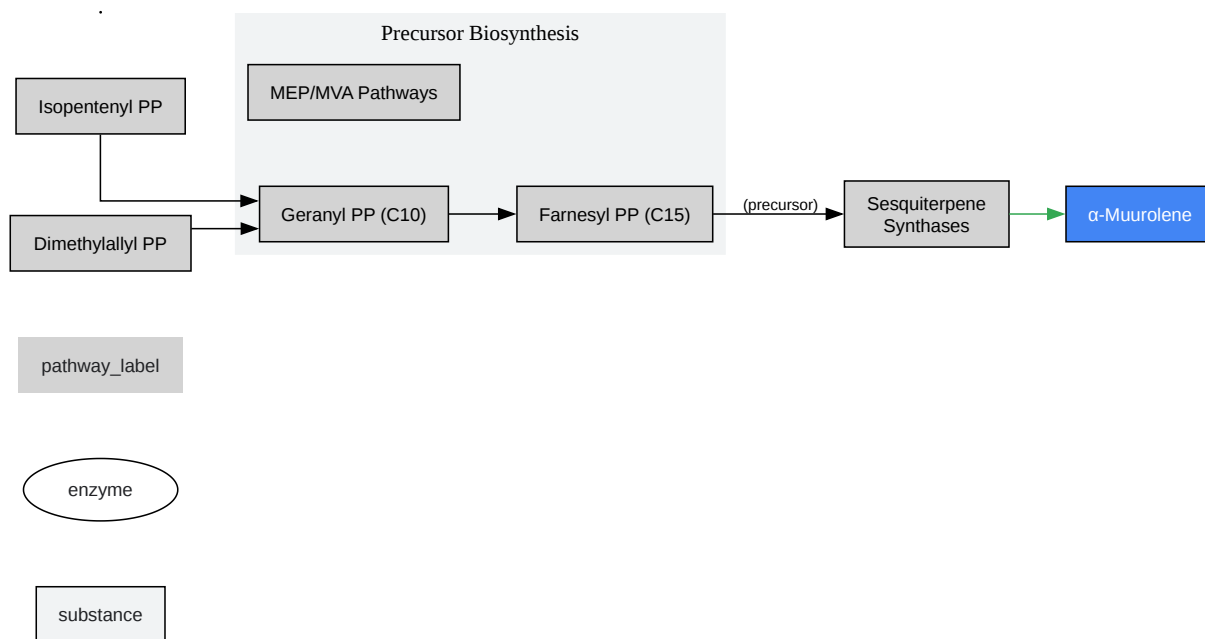 Precursor Biosynthesis
MEP/MVA Pathways
Isopentenyl PP
Dimethylallyl PP
Geranyl PP (C10)
Farnesyl PP (C15)
(precursor)
Sesquiterpene
Synthases
α-Muurolene
pathway_label
enzyme
substance